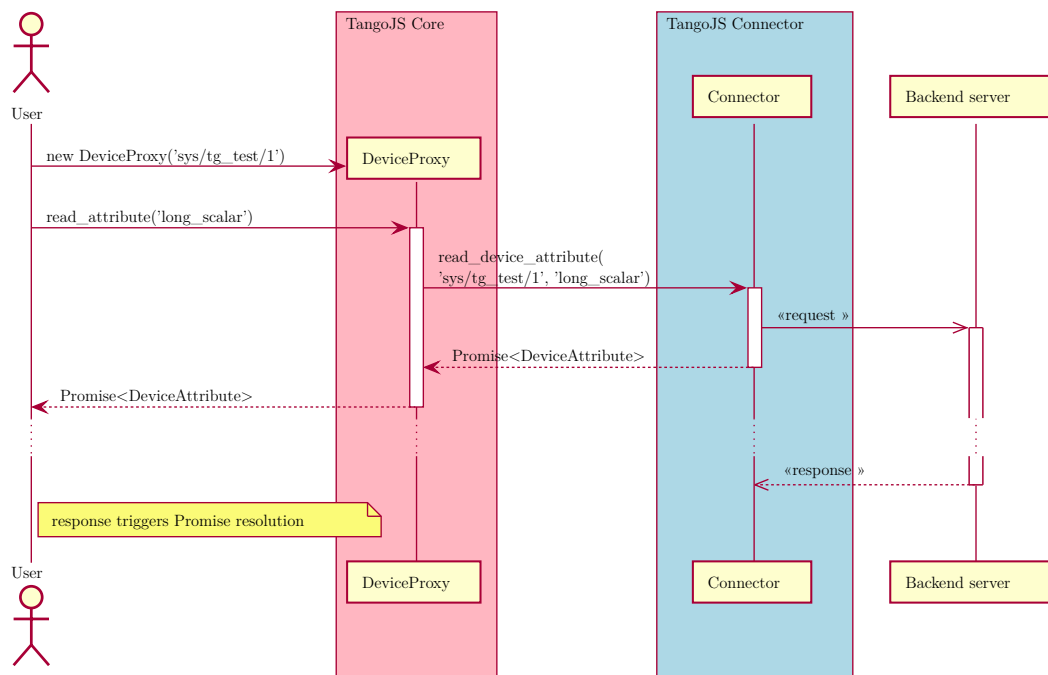 TangoJS Core
TangoJS Connector
Connector
Backend server
User
new DeviceProxy('sys/tg_test/1')
DeviceProxy
read_attribute('long_scalar')
read_device_attribute(
'sys/tg_test/1', 'long_scalar')
«request »
Promise<DeviceAttribute>
Promise<DeviceAttribute>
«response »
response triggers Promise resolution
User
DeviceProxy
Connector
Backend server